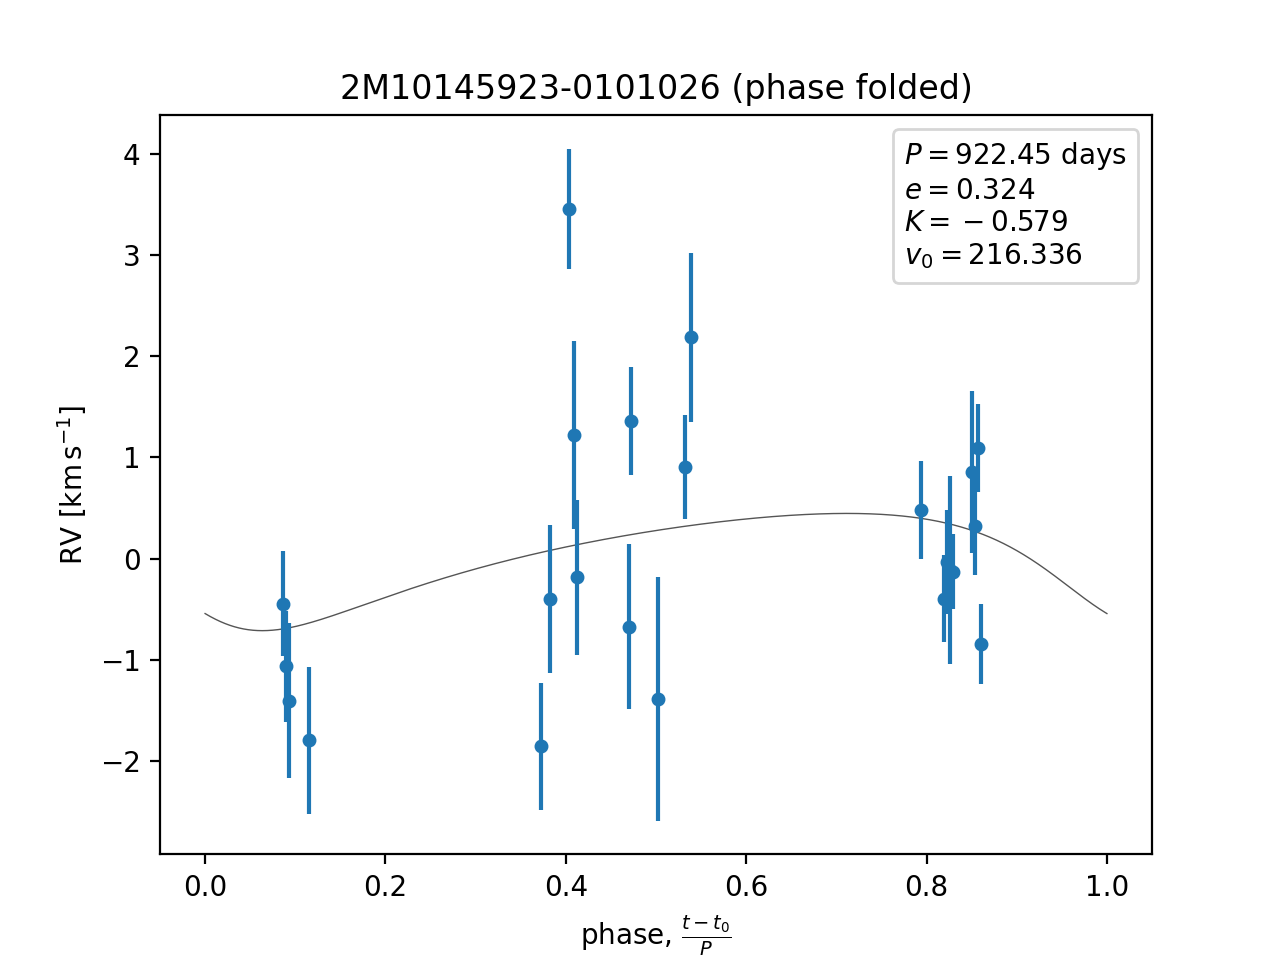 2M10145923-0101026 (phase folded)
P = 922.45 days
e = 0.324
K = −0.579
v₀ = 216.336
4
3
2
1
0
−1
−2
RV [km s⁻¹]
0.0 0.2 0.4 0.6 0.8 1.0
phase, (t − t₀)/P